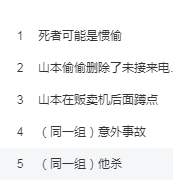 1 死者可能是惯偷
2 山本偷偷删除了未接来电.
3 山本在贩卖机后面蹲点
4 （同一组）意外事故
5 （同一组）他杀